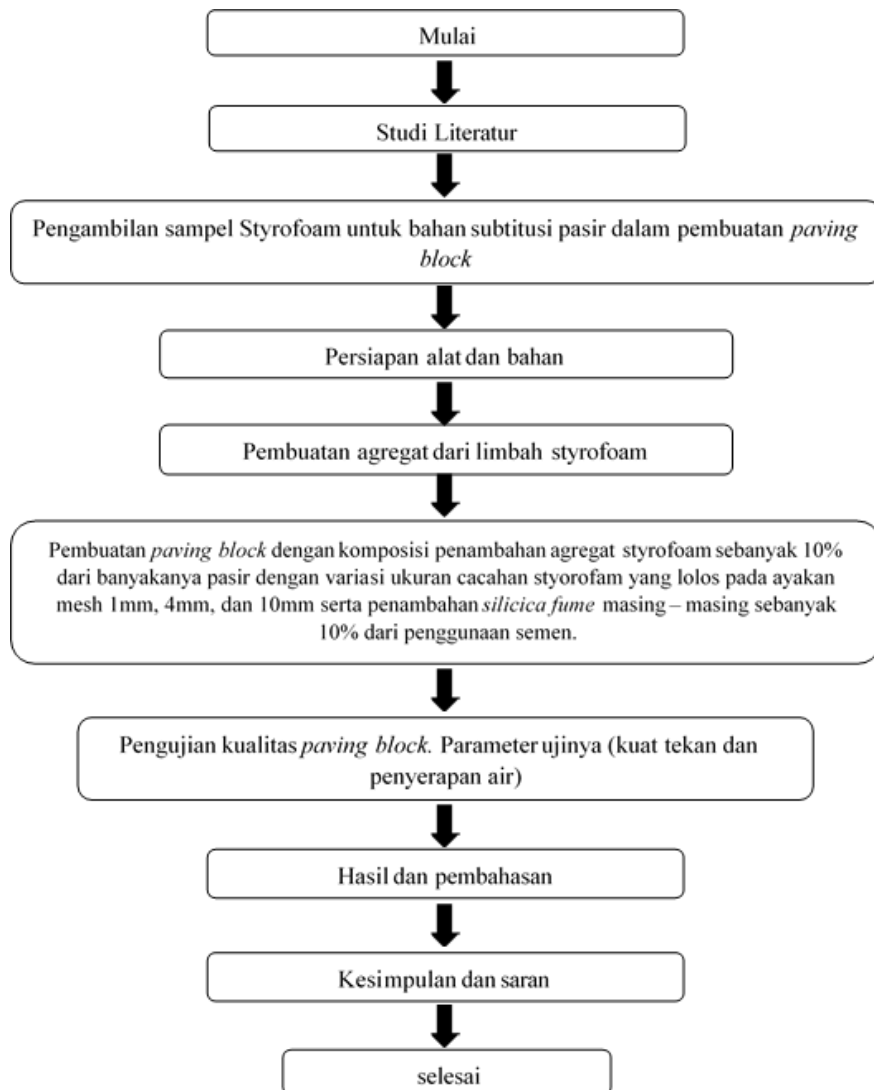 Mulai
Studi Literatur
Pengambilan sampel Styrofoam untuk bahan subtitusi pasir dalam pembuatan paving
block
Persiapan alat dan bahan
Pembuatan agregat dari limbah styrofoam
Pembuatan paving block dengan komposisi penambahan agregat styrofoam sebanyak 10%
dari banyakanya pasir dengan variasi ukuran cacahan styorofam yang lolos pada ayakan
mesh 1mm, 4mm, dan 10mm serta penambahan silicica fume masing – masing sebanyak
10% dari penggunaan semen.
Pengujian kualitas paving block. Parameter ujinya (kuat tekan dan
penyerapan air)
Hasil dan pembahasan
Kesimpulan dan saran
selesai